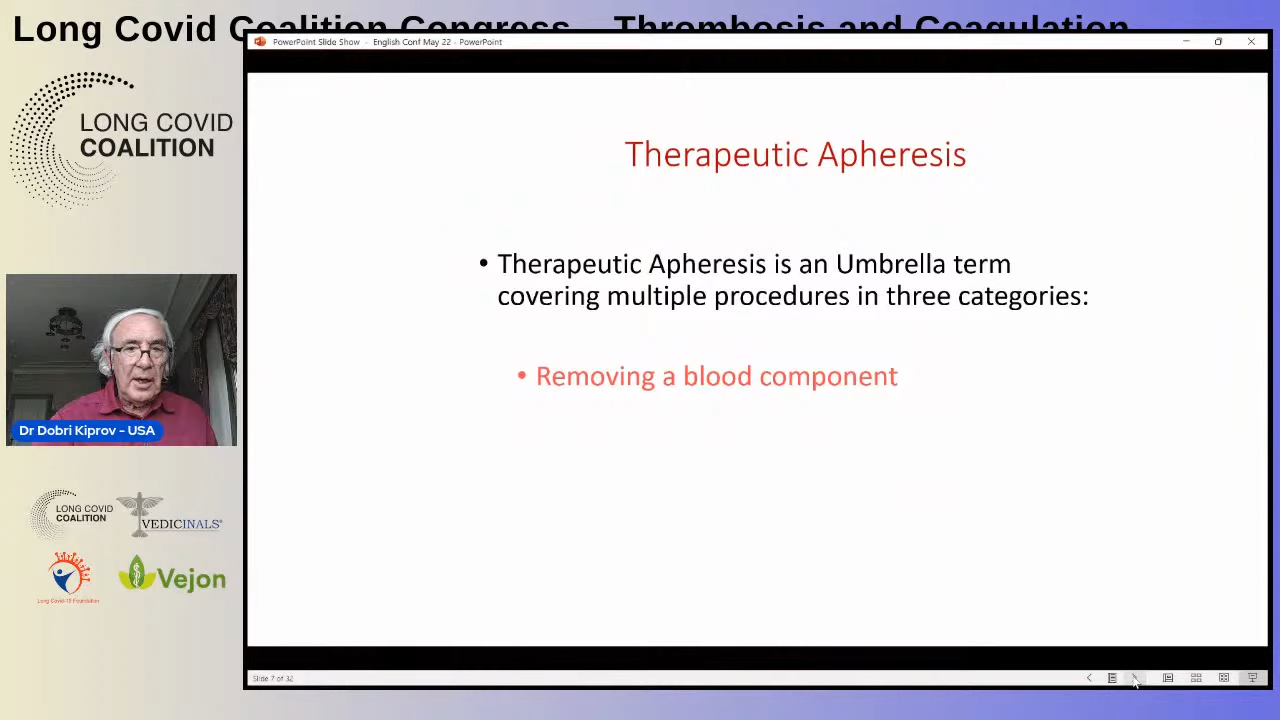 Long Covid Coalition Congress - Thrombosis and Coagulation
PowerPoint Slide Show - English Conf May 22 - PowerPoint
LONG COVID
COALITION
Therapeutic Apheresis
• Therapeutic Apheresis is an Umbrella term
covering multiple procedures in three categories:
• Removing a blood component
Dr Dobri Kiprov - USA
LONG COVID
COALITION
VEDICINALS®
Long Covid-19 Foundation
Vejon
Slide 7 of 32